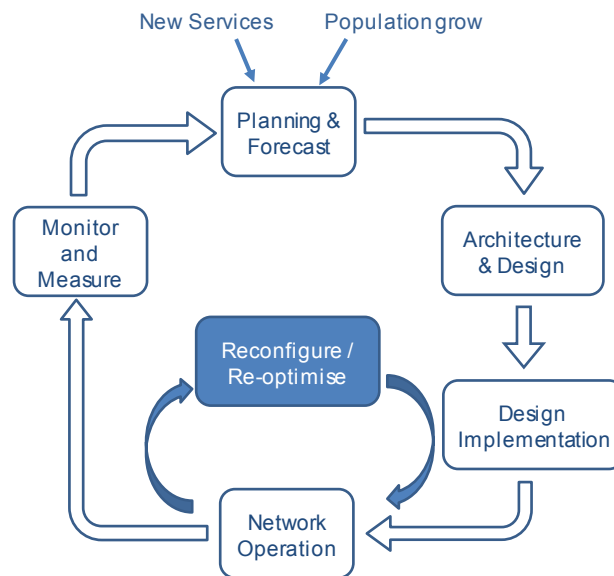 New Services
Population grow
Planning &
Forecast
Monitor
and
Measure
Architecture
& Design
Reconfigure /
Re-optimise
Design
Implementation
Network
Operation